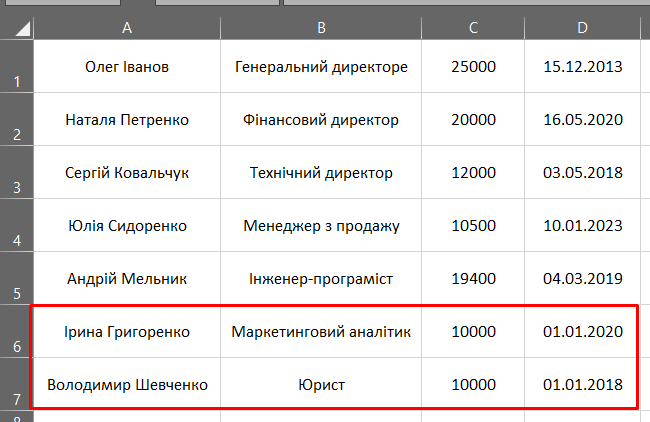 A B C D
1 Олег Іванов Генеральний директоре 25000 15.12.2013
2 Наталя Петренко Фінансовий директор 20000 16.05.2020
3 Сергій Ковальчук Технічний директор 12000 03.05.2018
4 Юлія Сидоренко Менеджер з продажу 10500 10.01.2023
5 Андрій Мельник Інженер-програміст 19400 04.03.2019
6 Ірина Григоренко Маркетинговий аналітик 10000 01.01.2020
7 Володимир Шевченко Юрист 10000 01.01.2018